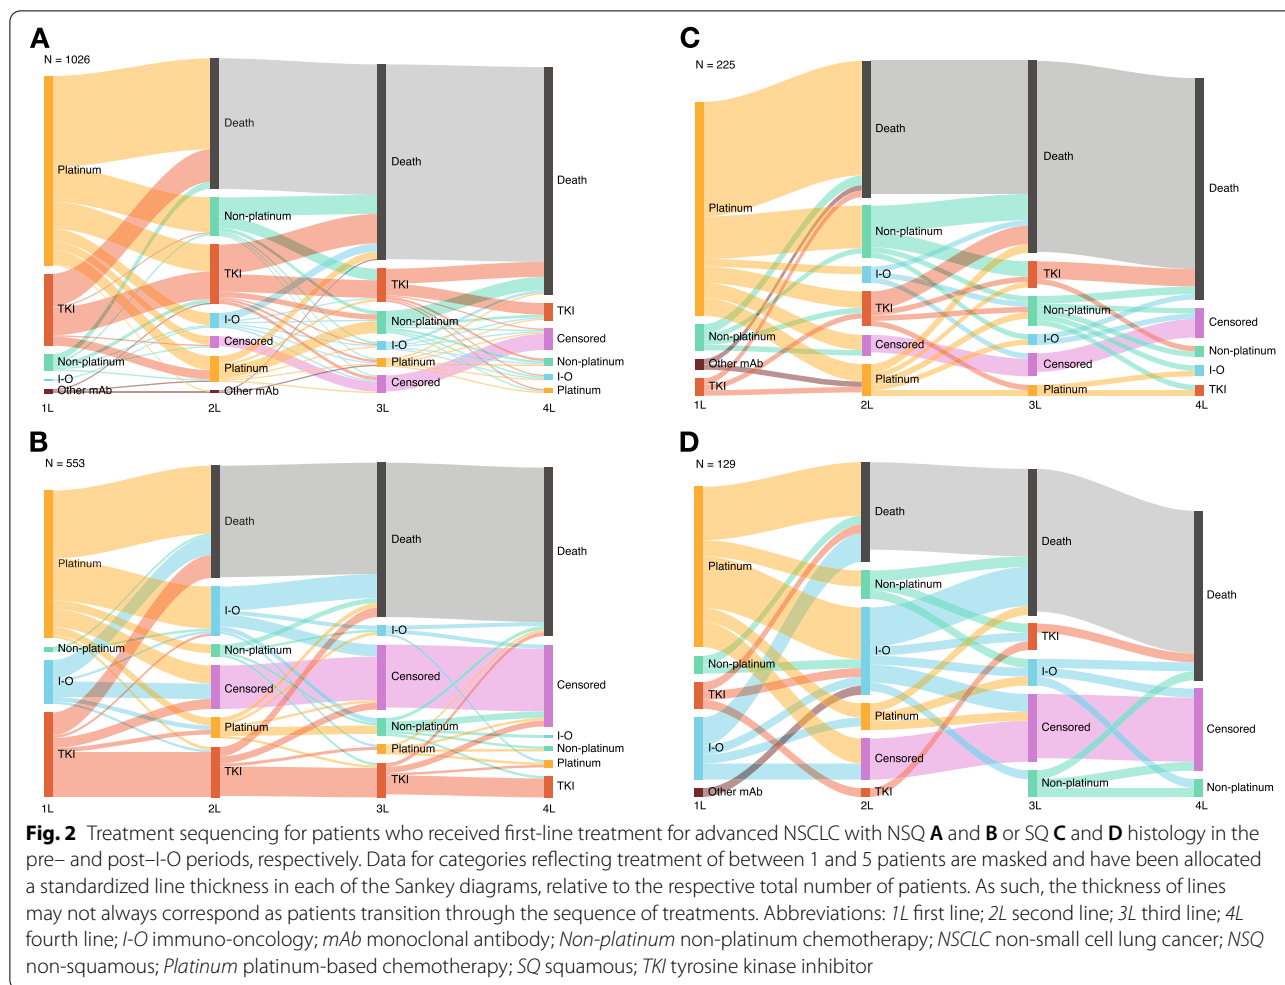 A
N = 1026
Platinum
TKI
Non-platinum
I-O
Other mAb
1L
Death
Non-platinum
TKI
I-O
Censored
Platinum
Other mAb
2L
Death
TKI
Non-platinum
I-O
Platinum
Censored
3L
Death
TKI
Censored
Non-platinum
I-O
Platinum
4L
B
N = 553
Platinum
Non-platinum
I-O
TKI
1L
Death
I-O
Non-platinum
Censored
Platinum
TKI
2L
Death
I-O
Censored
Non-platinum
Platinum
TKI
3L
Death
Censored
I-O
Non-platinum
Platinum
TKI
4L
C
N = 225
Platinum
Non-platinum
Other mAb
TKI
1L
Death
Non-platinum
I-O
TKI
Censored
Platinum
2L
Death
TKI
Non-platinum
I-O
Censored
Platinum
3L
Death
Censored
Non-platinum
I-O
TKI
4L
D
N = 129
Platinum
Non-platinum
TKI
I-O
Other mAb
1L
Death
Non-platinum
I-O
Platinum
Censored
TKI
2L
Death
TKI
I-O
Censored
Non-platinum
3L
Death
Censored
Non-platinum
4L
Fig. 2 Treatment sequencing for patients who received first-line treatment for advanced NSCLC with NSQ A and B or SQ C and D histology in the
pre– and post–I-O periods, respectively. Data for categories reflecting treatment of between 1 and 5 patients are masked and have been allocated
a standardized line thickness in each of the Sankey diagrams, relative to the respective total number of patients. As such, the thickness of lines
may not always correspond as patients transition through the sequence of treatments. Abbreviations: 1L first line; 2L second line; 3L third line; 4L
fourth line; I-O immuno-oncology; mAb monoclonal antibody; Non-platinum non-platinum chemotherapy; NSCLC non-small cell lung cancer; NSQ
non-squamous; Platinum platinum-based chemotherapy; SQ squamous; TKI tyrosine kinase inhibitor